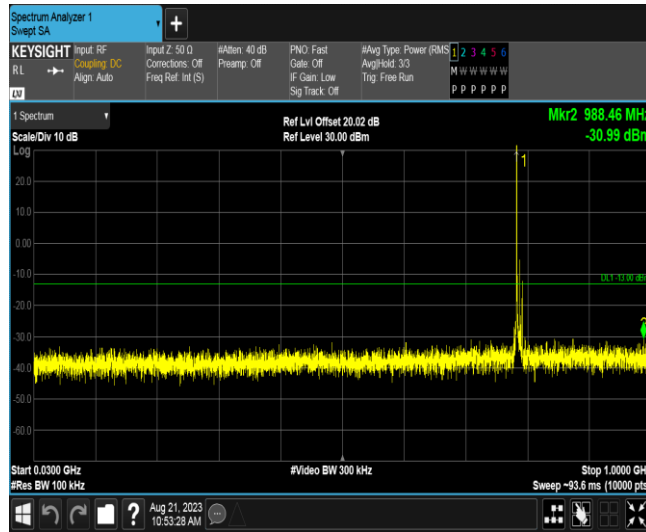 Spectrum Analyzer 1
Swept SA
KEYSIGHT
RL
LXI
Input: RF
Coupling: DC
Align: Auto
Input Z: 50 Ω
Corrections: Off
Freq Ref: Int (S)
#Atten: 40 dB
Preamp: Off
PNO: Fast
Gate: Off
IF Gain: Low
Sig Track: Off
#Avg Type: Power (RMS
Avg|Hold: 3/3
Trig: Free Run
1 2 3 4 5 6
M W W W W W
P P P P P P
1 Spectrum
Scale/Div 10 dB
Log
Ref Lvl Offset 20.02 dB
Ref Level 30.00 dBm
Mkr2 988.46 MHz
-30.99 dBm
1
20.0
10.0
0.00
-10.0
DL1 -13.00 dBm
-20.0
-30.0
-40.0
-50.0
-60.0
Start 0.0300 GHz
#Res BW 100 kHz
#Video BW 300 kHz
Stop 1.0000 GH
Sweep ~93.6 ms (10000 pts
?
Aug 21, 2023
10:53:28 AM